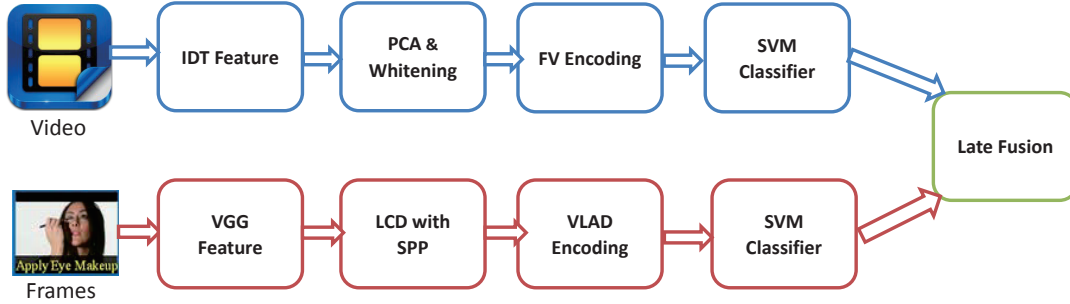 IDT Feature
PCA &
Whitening
FV Encoding
SVM
Classifier
Video
Late Fusion
VGG
Feature
LCD with
SPP
VLAD
Encoding
SVM
Classifier
Apply Eye Makeup
Frames